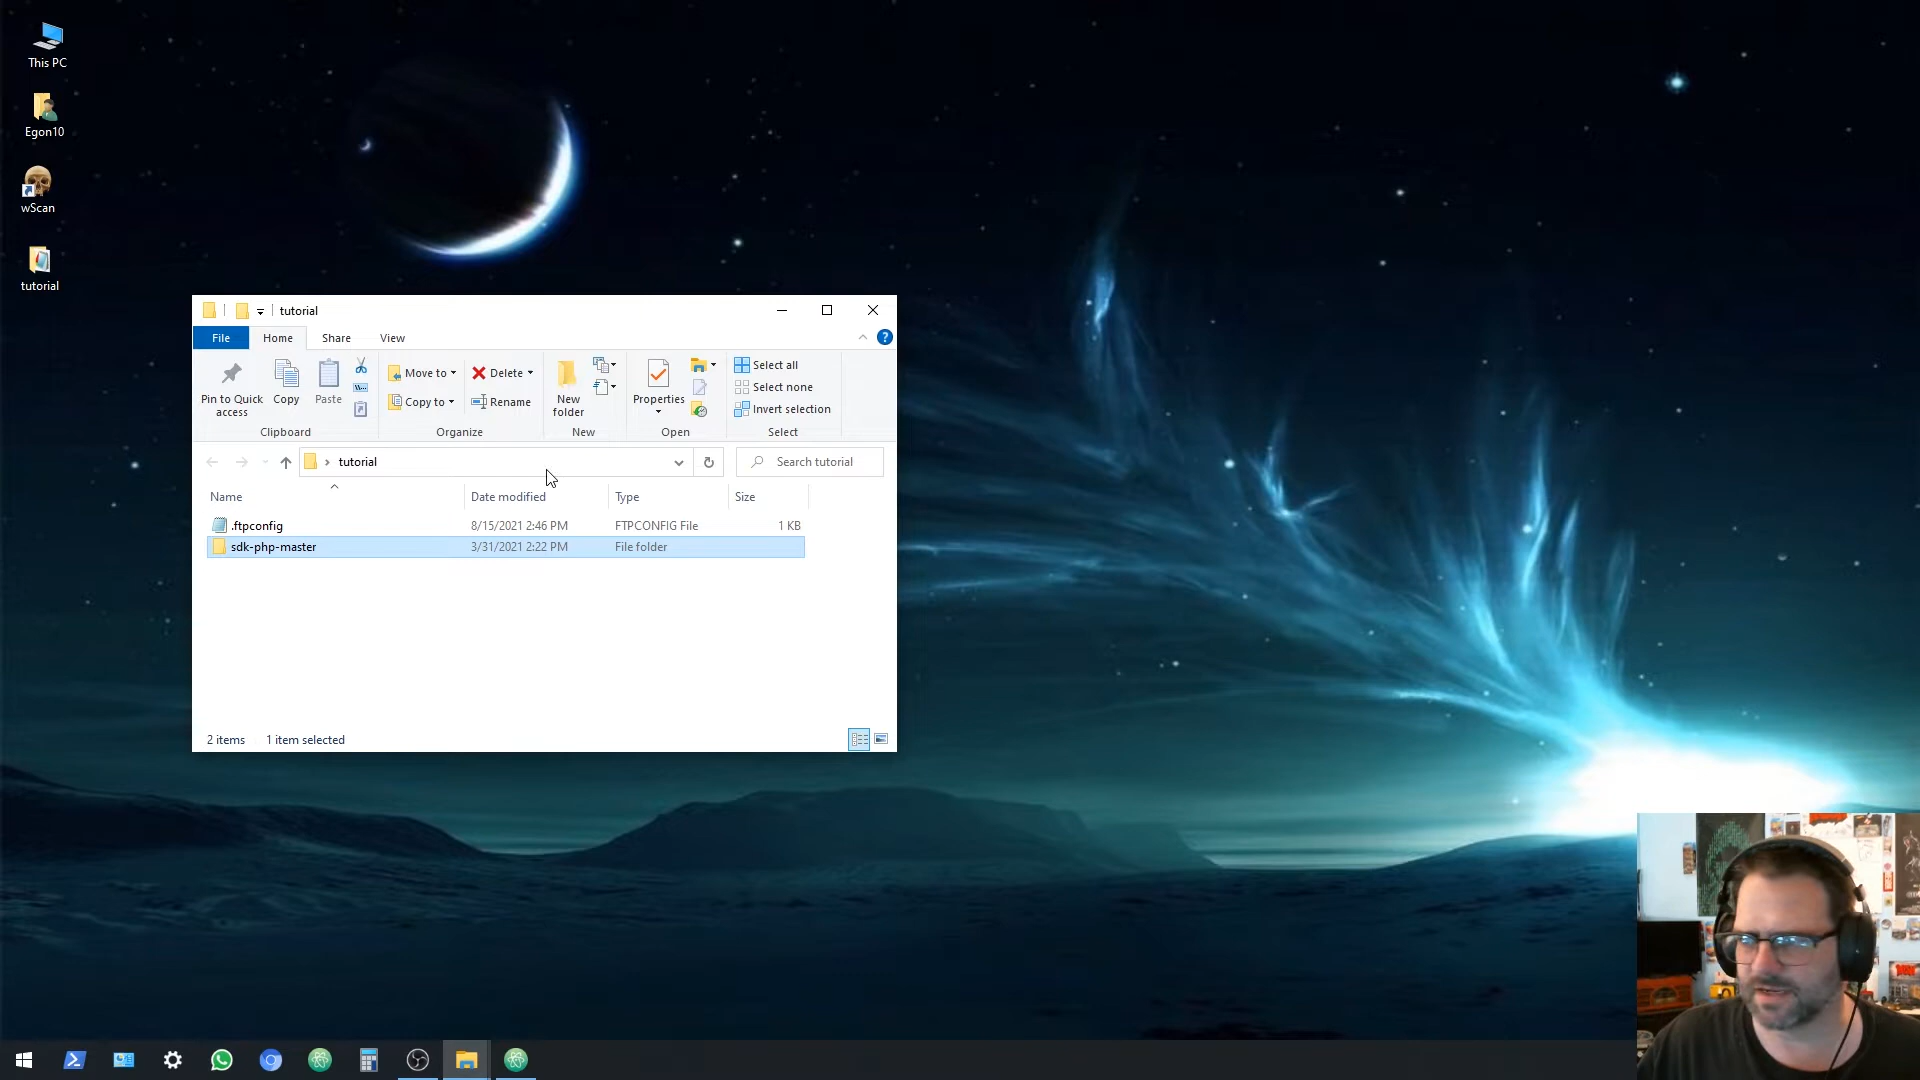 This PC
Egon10
wScan
tutorial
tutorial
File Home Share View
Pin to Quick access
Copy
Paste
Move to
Copy to
Delete
Rename
New folder
Properties
Select all
Select none
Invert selection
Clipboard Organize New Open Select
tutorial
Search tutorial
Name Date modified Type Size
.ftpconfig 8/15/2021 2:46 PM FTPCONFIG File 1 KB
sdk-php-master 3/31/2021 2:22 PM File folder
2 items 1 item selected